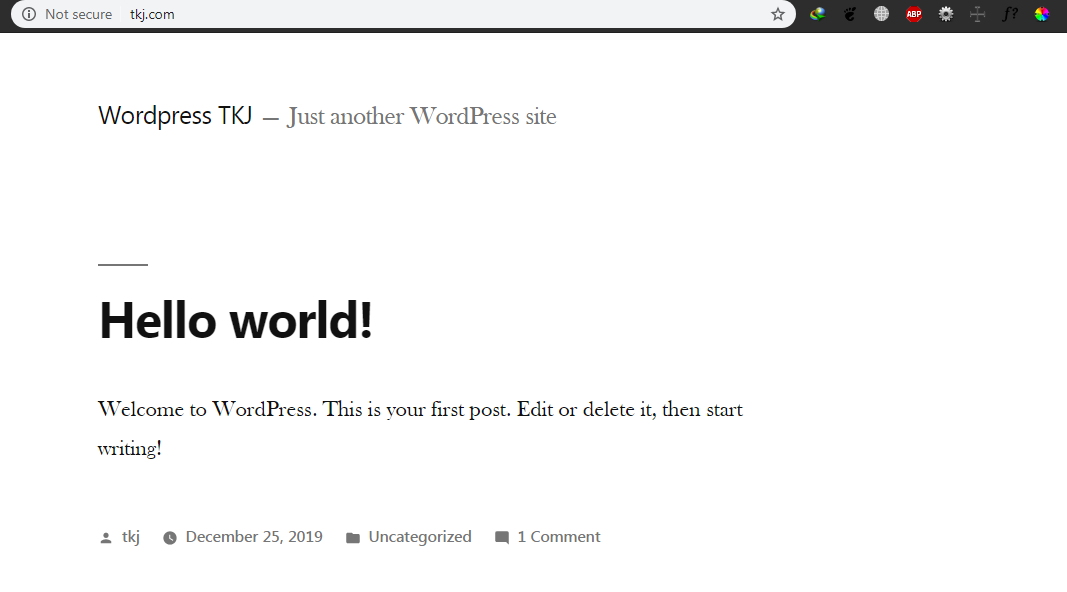 Not secure tkj.com ABP f?
Wordpress TKJ — Just another WordPress site
Hello world!
Welcome to WordPress. This is your first post. Edit or delete it, then start
writing!
tkj December 25, 2019 Uncategorized 1 Comment